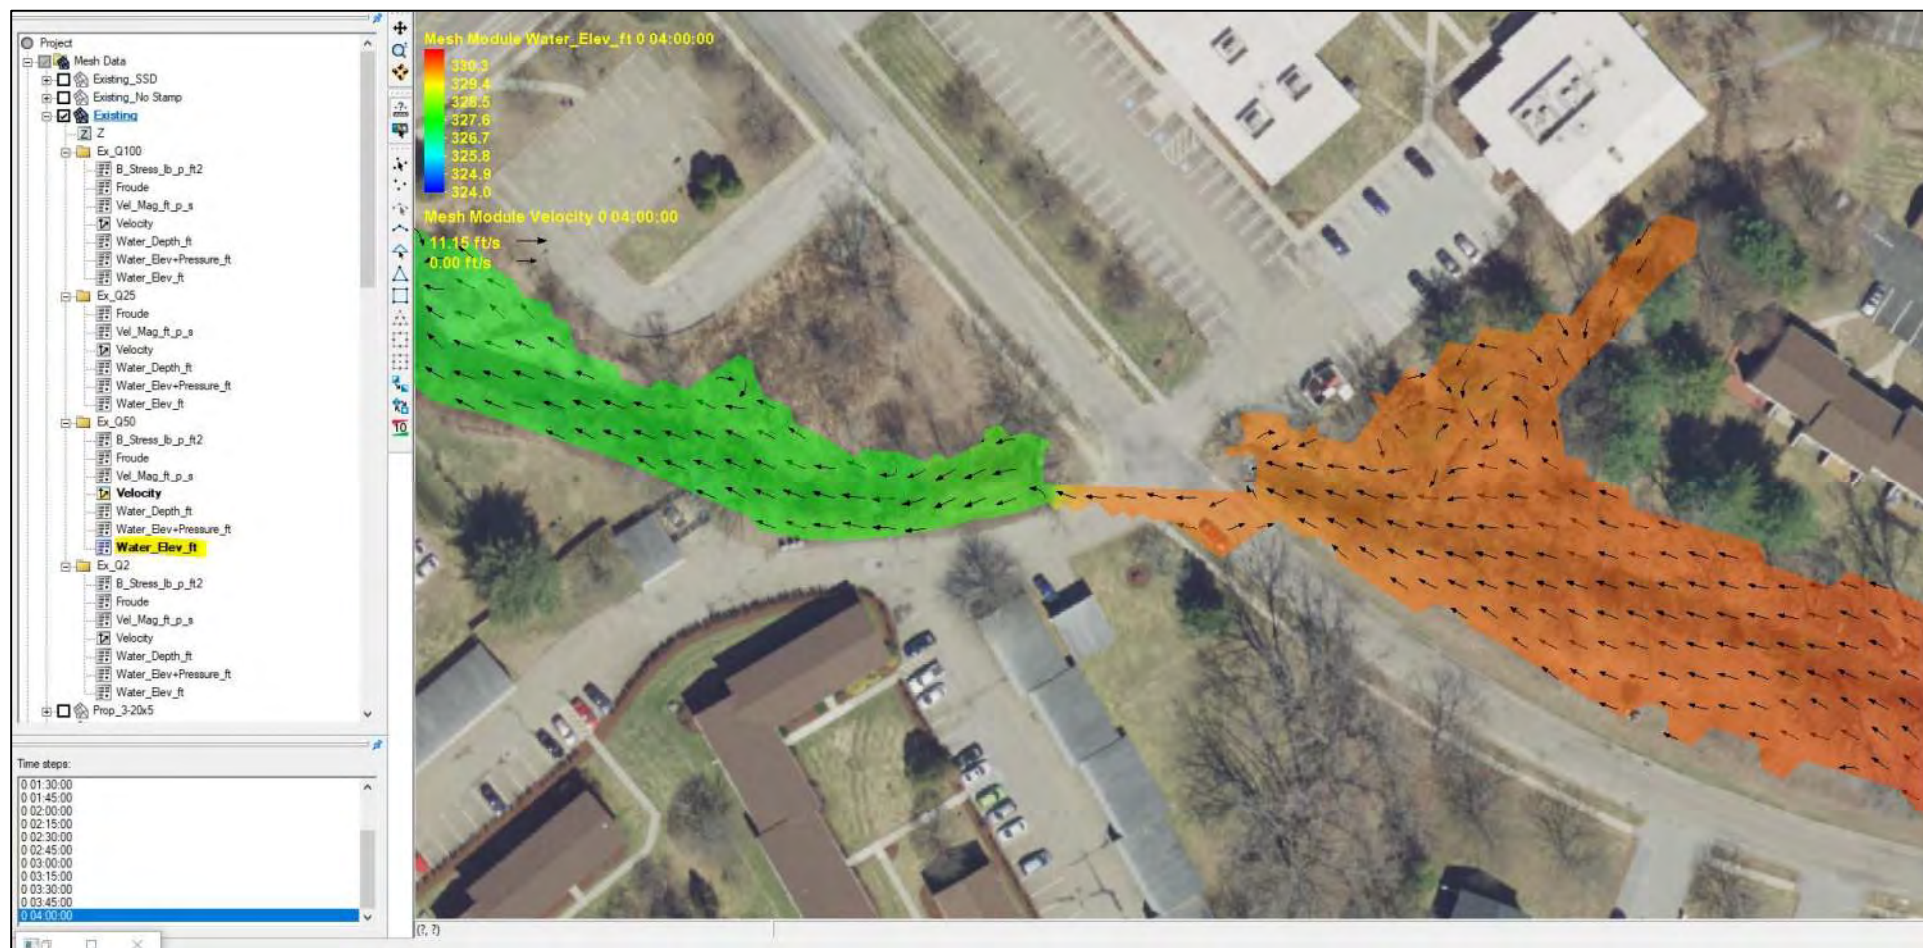 Project
Mesh Data
Existing_SSD
Existing_No Stamp
Existing
Z Z
Ex_Q100
B_Stress_lb_p_ft2
Froude
Vel_Mag_ft_p_s
Velocity
Water_Depth_ft
Water_Elev+Pressure_ft
Water_Elev_ft
Ex_Q25
Froude
Vel_Mag_ft_p_s
Velocity
Water_Depth_ft
Water_Elev+Pressure_ft
Water_Elev_ft
Ex_Q50
B_Stress_lb_p_ft2
Froude
Vel_Mag_ft_p_s
Velocity
Water_Depth_ft
Water_Elev+Pressure_ft
Water_Elev_ft
Ex_Q2
B_Stress_lb_p_ft2
Froude
Vel_Mag_ft_p_s
Velocity
Water_Depth_ft
Water_Elev+Pressure_ft
Water_Elev_ft
Prop_3-20x5
Time steps:
0 01:30:00
0 01:45:00
0 02:00:00
0 02:15:00
0 02:30:00
0 02:45:00
0 03:00:00
0 03:15:00
0 03:30:00
0 03:45:00
0 04:00:00
-?-
10
Mesh Module Water_Elev_ft 0 04:00:00
330.3
329.4
328.5
327.6
326.7
325.8
324.9
324.0
Mesh Module Velocity 0 04:00:00
11.15 ft/s
0.00 ft/s
(?, ?)